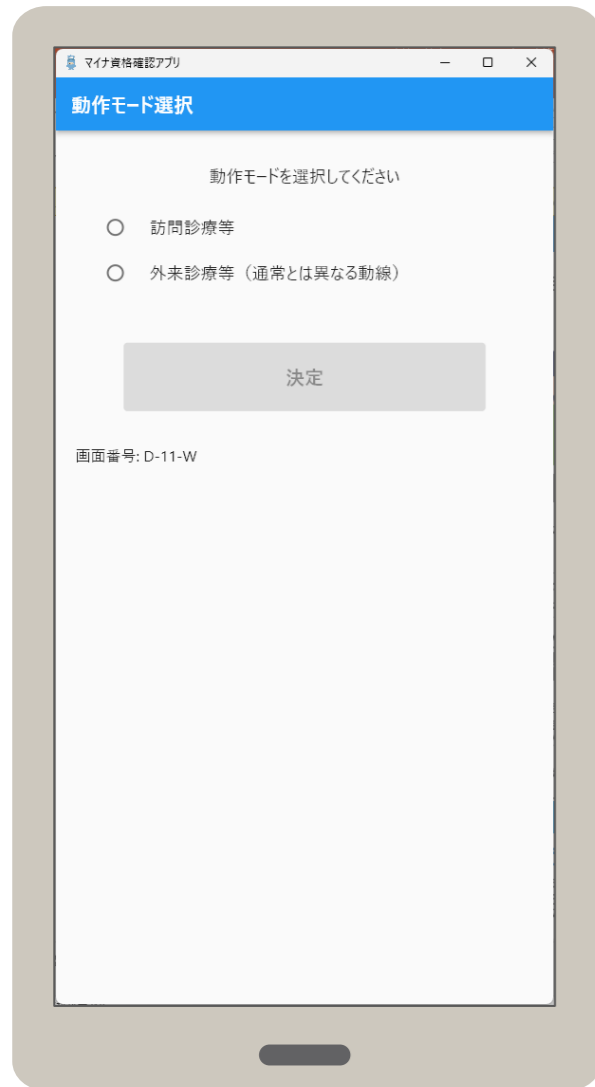 マイナ資格確認アプリ
動作モード選択
動作モードを選択してください
訪問診療等
外来診療等（通常とは異なる動線）
決定
画面番号: D-11-W